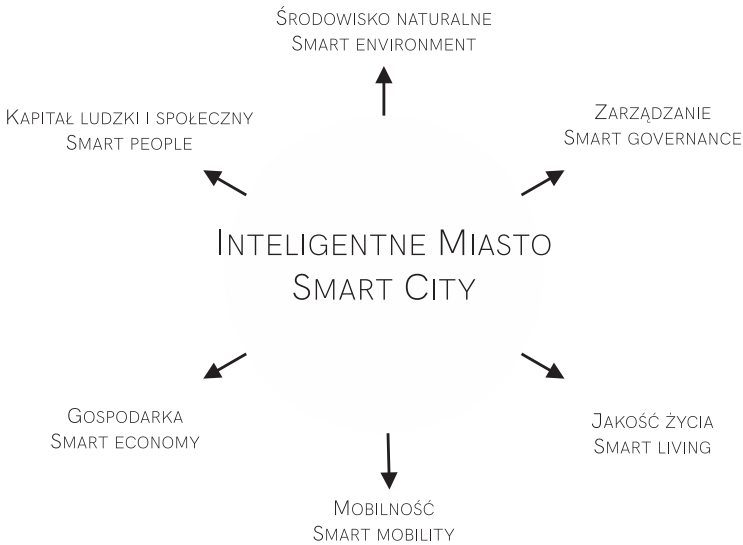 Środowisko naturalne
Smart environment
Kapitał ludzki i społeczny
Smart people
Zarządzanie
Smart governance
Inteligentne Miasto
Smart City
Gospodarka
Smart economy
Jakość życia
Smart living
Mobilność
Smart mobility